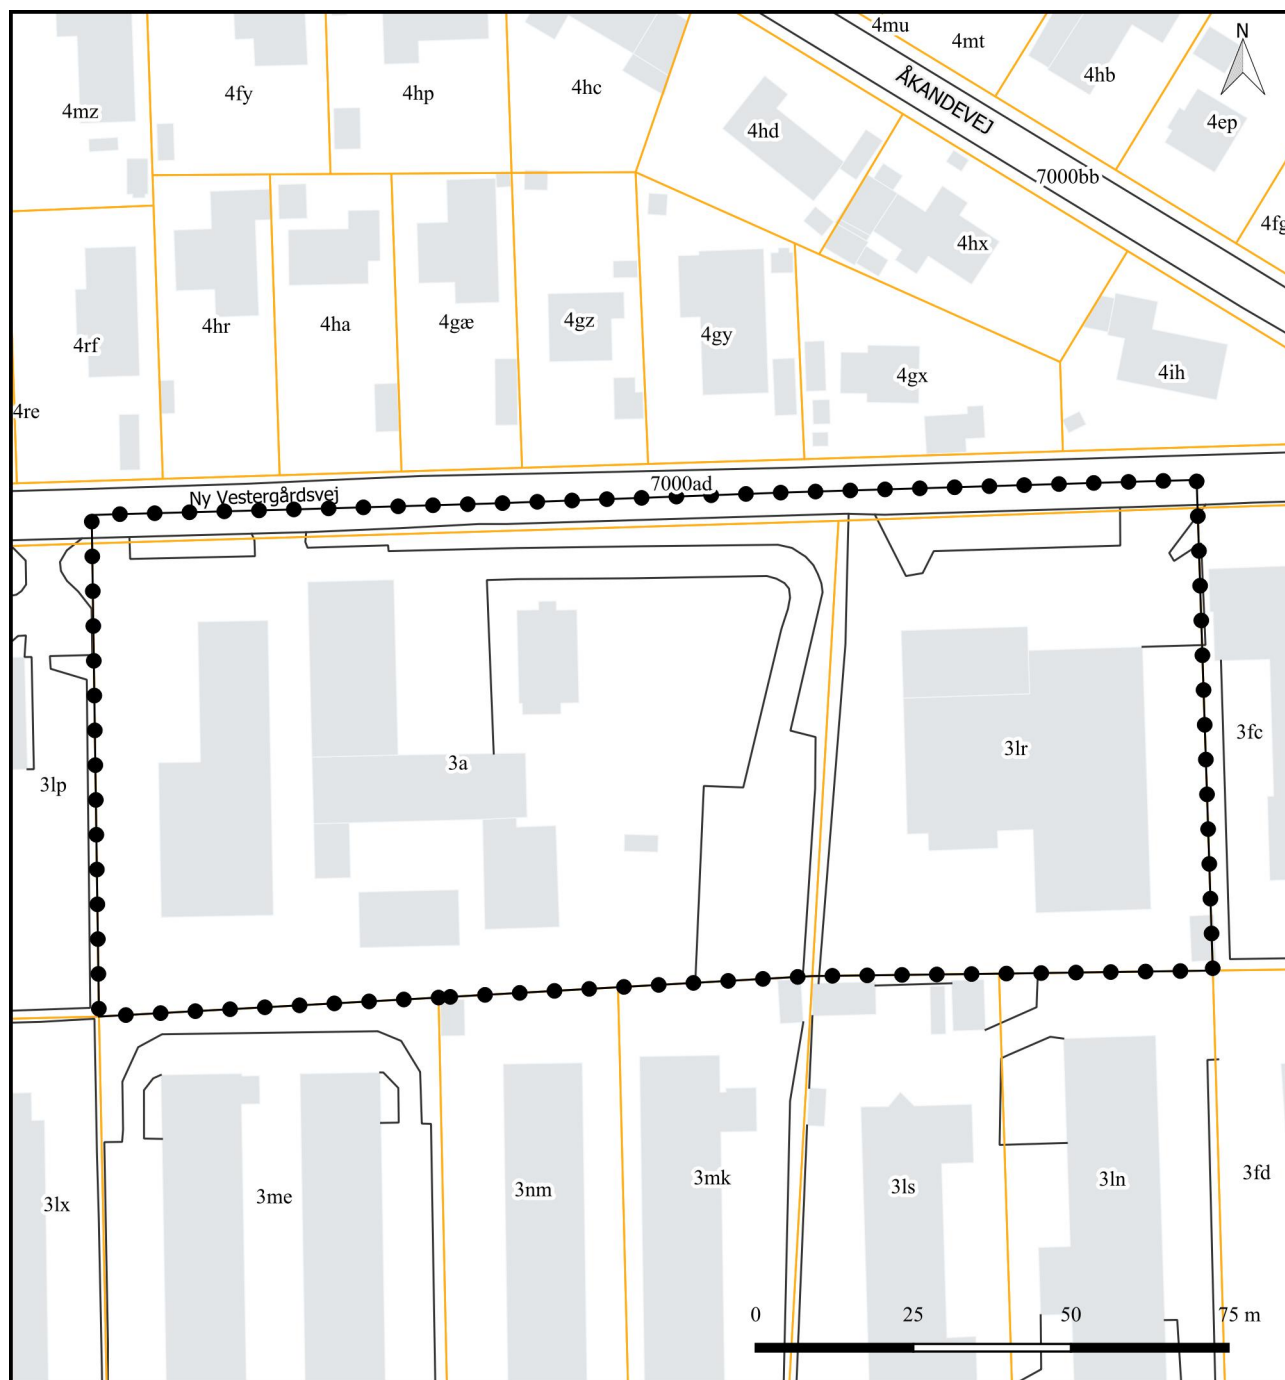 4mu
4mt
N
4mz
4fy
4hp
4hc
4hb
ÅKANDEVEJ
4hd
4ep
7000bb
4hx
4fg
4hr
4ha
4gæ
4gz
4gy
4rf
4gx
4ih
4re
Ny Vestergårdsvej
7000ad
3lp
3a
3lr
3fc
3lx
3me
3nm
3mk
3ls
3ln
3fd
0 25 50 75 m